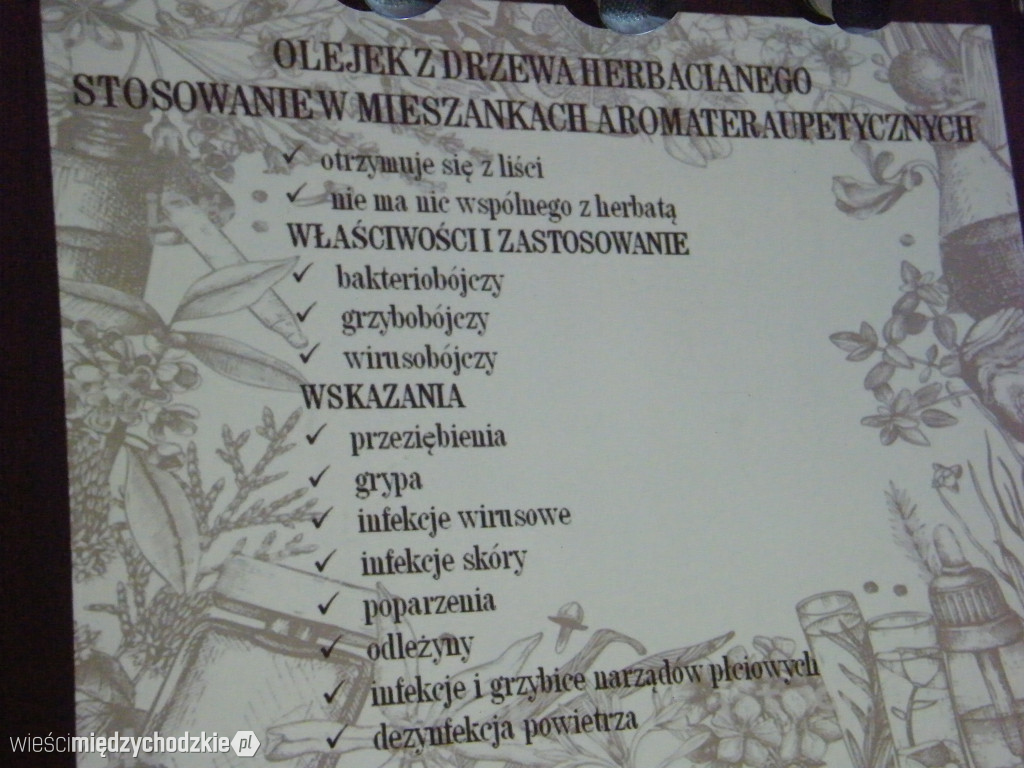 OLEJEK Z DRZEWA HERBACIANEGO
STOSOWANIE W MIESZANKACH AROMATERAUPETYCZNYCH
✓ otrzymuje się z liści
✓ nie ma nic wspólnego z herbatą
WŁAŚCIWOŚCI I ZASTOSOWANIE
✓ bakteriobójczy
✓ grzybobójczy
✓ wirusobójczy
WSKAZANIA
✓ przeziębienia
✓ grypa
✓ infekcje wirusowe
✓ infekcje skóry
✓ poparzenia
✓ odleżyny
✓ infekcje i grzybice narządów płciowych
✓ dezynfekcja powietrza
wieścimiędzychodzkie.pl